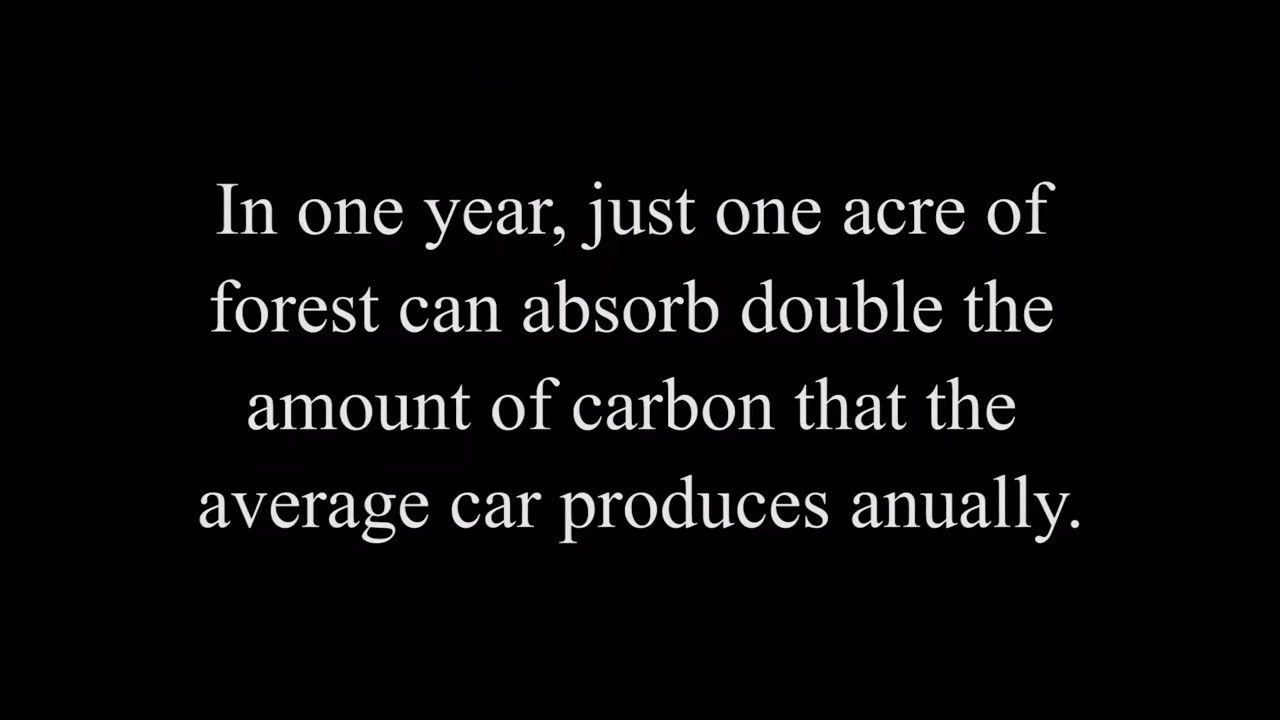 In one year, just one acre of
forest can absorb double the
amount of carbon that the
average car produces anually.